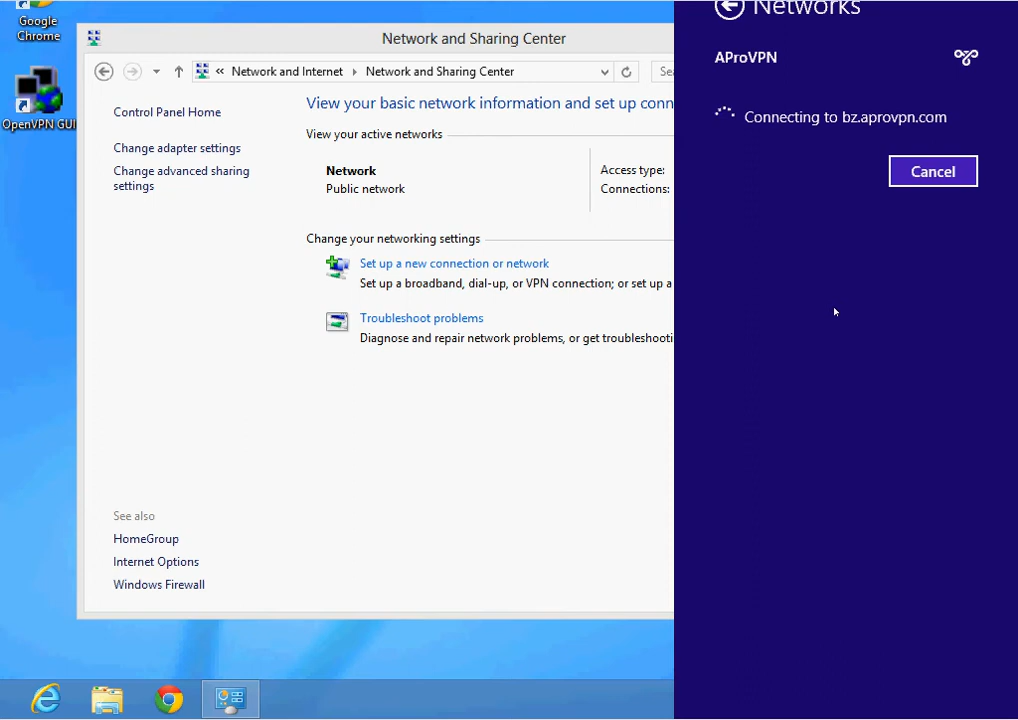 Google
Chrome
OpenVPN GUI
Network and Sharing Center
« Network and Internet Network and Sharing Center
Sea
Control Panel Home
Change adapter settings
Change advanced sharing
settings
View your basic network information and set up conn
View your active networks
Network
Public network
Access type:
Connections:
Change your networking settings
Set up a new connection or network
Set up a broadband, dial-up, or VPN connection; or set up a
Troubleshoot problems
Diagnose and repair network problems, or get troubleshooti
See also
HomeGroup
Internet Options
Windows Firewall
Networks
AProVPN
Connecting to bz.aprovpn.com
Cancel